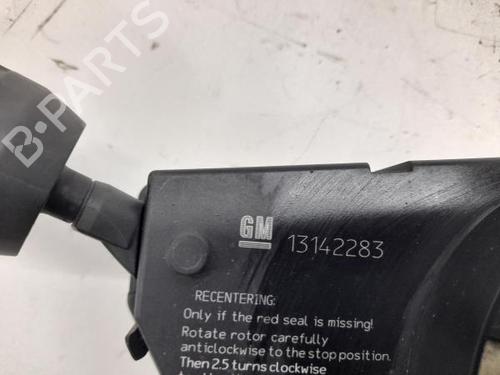 B-PARTS
B-PARTS
GM 13142283
RECENTERING:
Only if the red seal is missing!
Rotate rotor carefully
anticlockwise to the stop position.
Then 2.5 turns clockwise